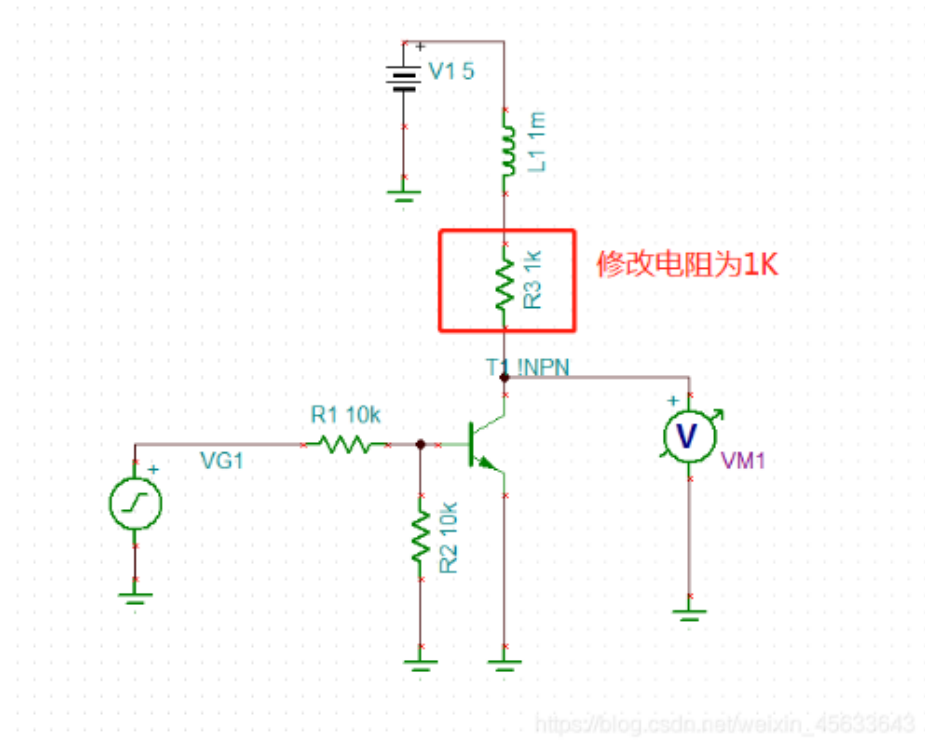 V1 5
L1 1m
R3 1k
修改电阻为1K
T1 !NPN
R1 10k
VG1
V
VM1
R2 10k
https://blog.csdn.net/weixin_45633643